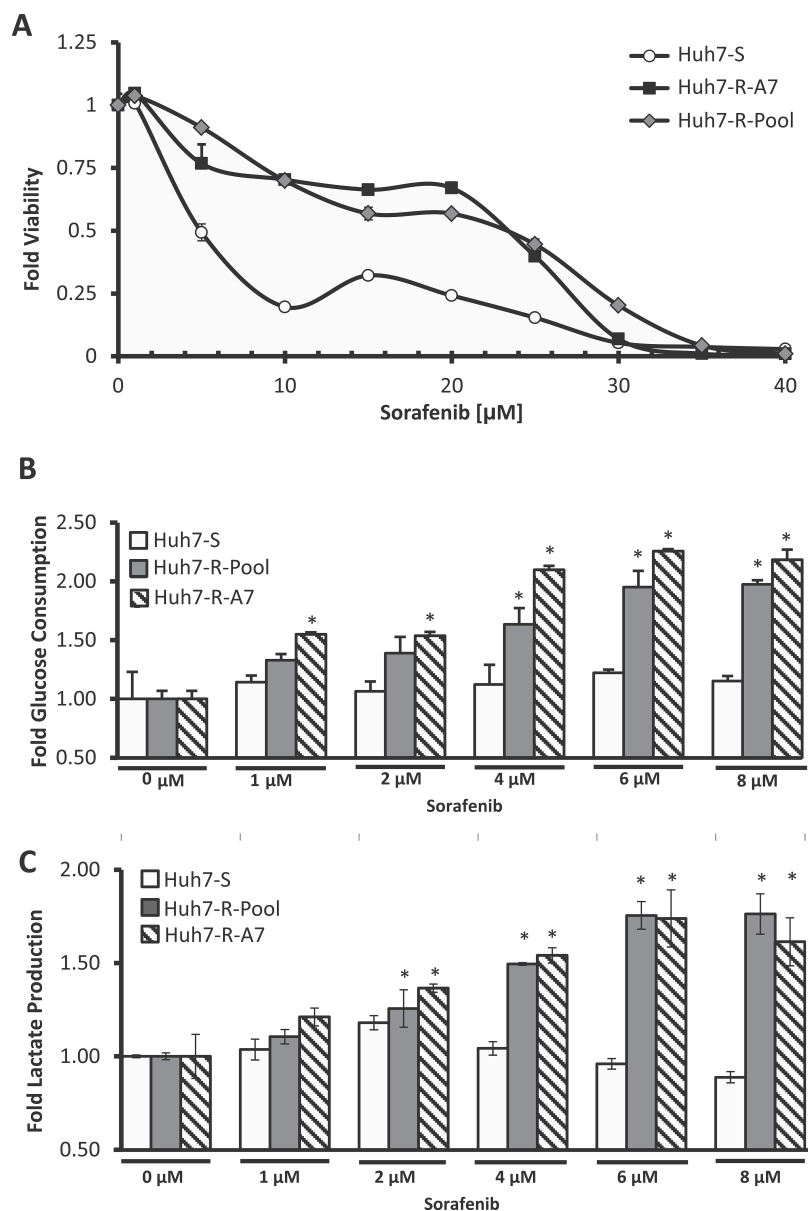 A
1.25
1
0.75
0.5
0.25
0
Fold Viability
Huh7-S
Huh7-R-A7
Huh7-R-Pool
0 10 20 30 40
Sorafenib [µM]
B
2.50
2.00
1.50
1.00
0.50
Fold Glucose Consumption
Huh7-S
Huh7-R-Pool
Huh7-R-A7
* * * * * * * *
0 µM 1 µM 2 µM 4 µM 6 µM 8 µM
Sorafenib
C
2.00
1.50
1.00
0.50
Fold Lactate Production
Huh7-S
Huh7-R-Pool
Huh7-R-A7
* * * * * * * *
0 µM 1 µM 2 µM 4 µM 6 µM 8 µM
Sorafenib